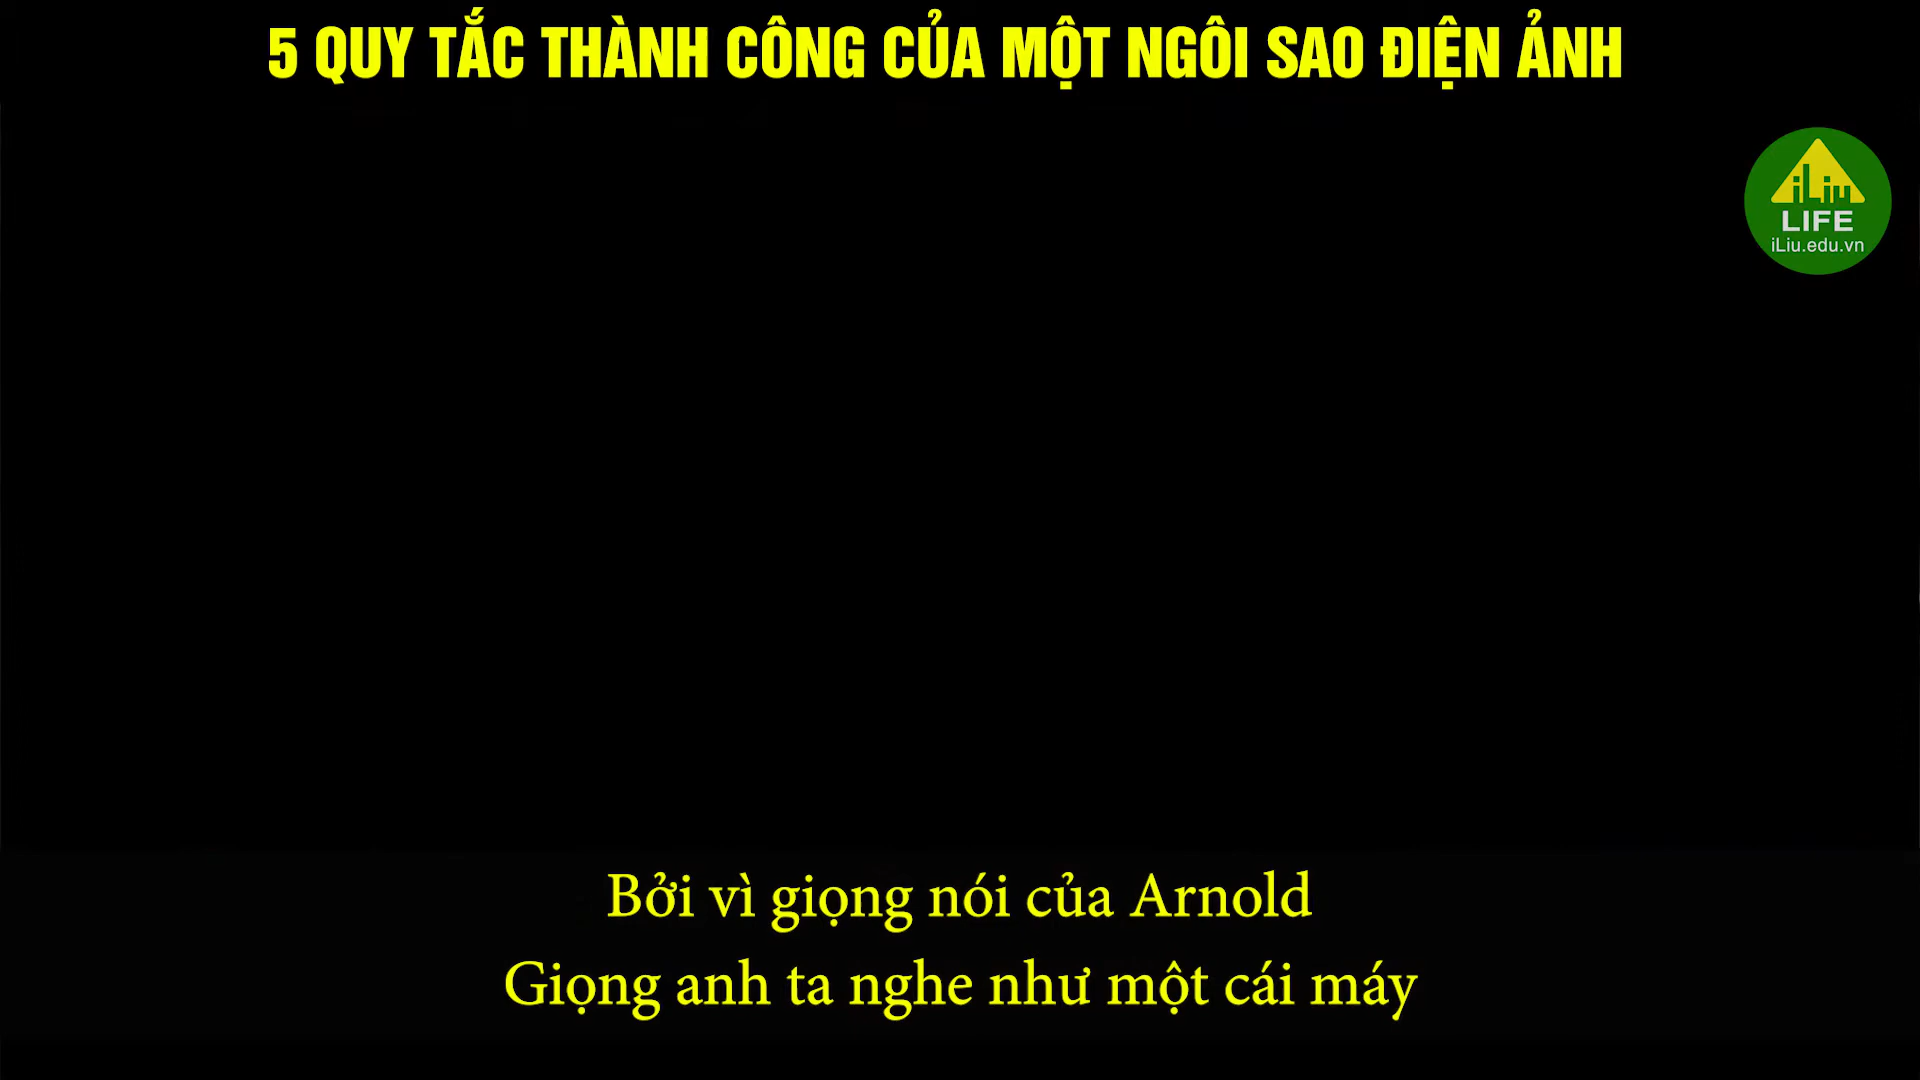 5 QUY TẮC THÀNH CÔNG CỦA MỘT NGÔI SAO ĐIỆN ẢNH
iLiu
LIFE
iLiu.edu.vn
Bởi vì giọng nói của Arnold
Giọng anh ta nghe như một cái máy